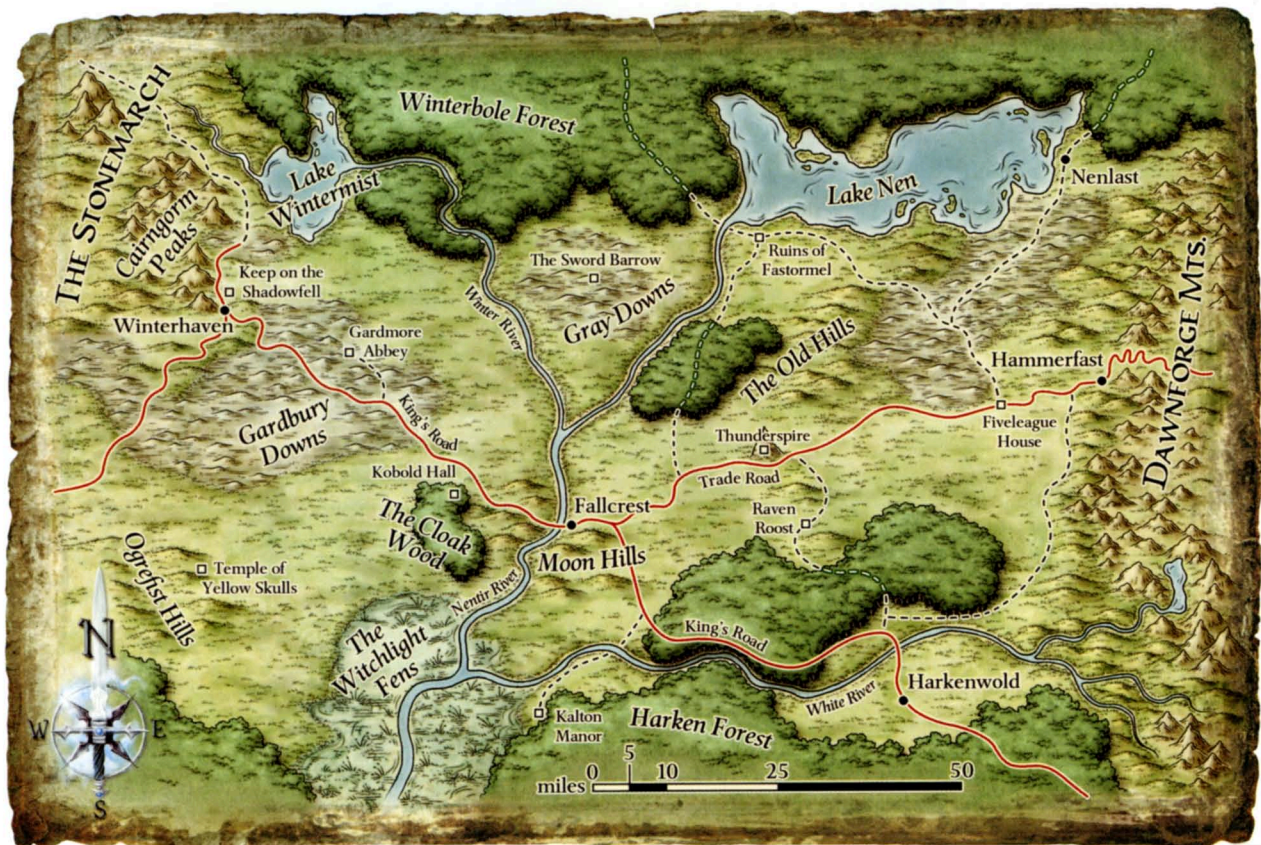 THE STONEMARCH
Winterbole Forest
Lake
Wintermist
Lake Nen
Nenlast
Cairngorm
Peaks
Keep on the
Shadowfell
Winterhaven
The Sword Barrow
Gray Downs
Winter River
Ruins of
Fastormel
The Old Hills
DAWNFORGE MTS.
Hammerfast
Fiveleague
House
Gardmore
Abbey
Gardbury
Downs
King's Road
Kobold Hall
The Cloak
Wood
Thunderspire
Trade Road
Raven
Roost
Fallcrest
Moon Hills
Nentir River
Ogrefist Hills
Temple of
Yellow Skulls
The
Witchlight
Fens
King's Road
White River
Harkenwold
Kalton
Manor
Harken Forest
N
W
E
S
miles 0 5 10 25 50